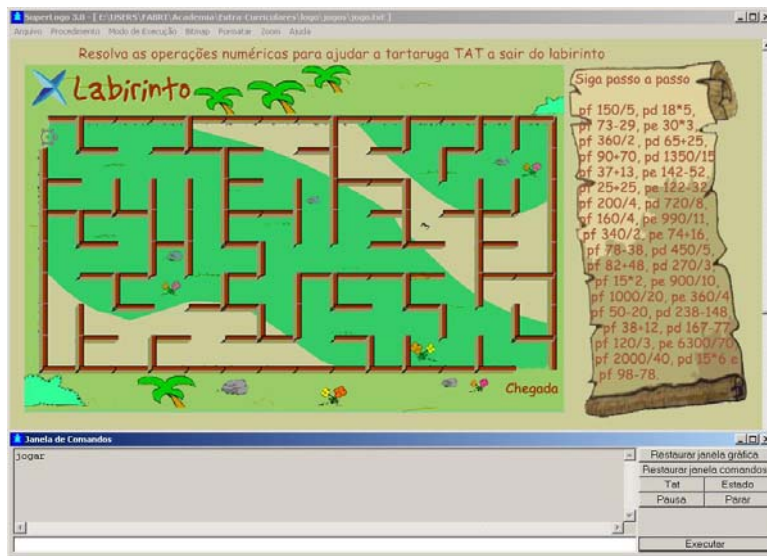 SuperLogo 3.0 - [ E:\USERS\FABRI\Academia\Extra-Curriculares\logo\jogos\jogo.txt ]
Arquivo Procedimento Modo de Execução Bitmap Formatar Zoom Ajuda
Resolva as operações numéricas para ajudar a tartaruga TAT a sair do labirinto
Labirinto
Siga passo a passo
pf 150/5, pd 18*5,
pf 73-29, pe 30*3,
pf 360/2, pd 65+25,
pf 90+70, pd 1350/15
pf 37+13, pe 142-52,
pf 25+25, pe 122-32,
pf 200/4, pd 720/8,
pf 160/4, pe 990/11,
pf 340/2, pe 74+16,
pf 78-38, pd 450/5,
pf 82+48, pd 270/3,
pf 15*2, pe 900/10,
pf 1000/20, pe 360/4
pf 50-20, pd 238-148,
pf 38+12, pd 167-77,
pf 120/3, pe 6300/70
pf 2000/40, pd 15*6 e
pf 98-78.
Chegada
Janela de Comandos
jogar
Restaurar janela gráfica
Restaurar janela comandos
Tat Estado
Pausa Parar
Executar